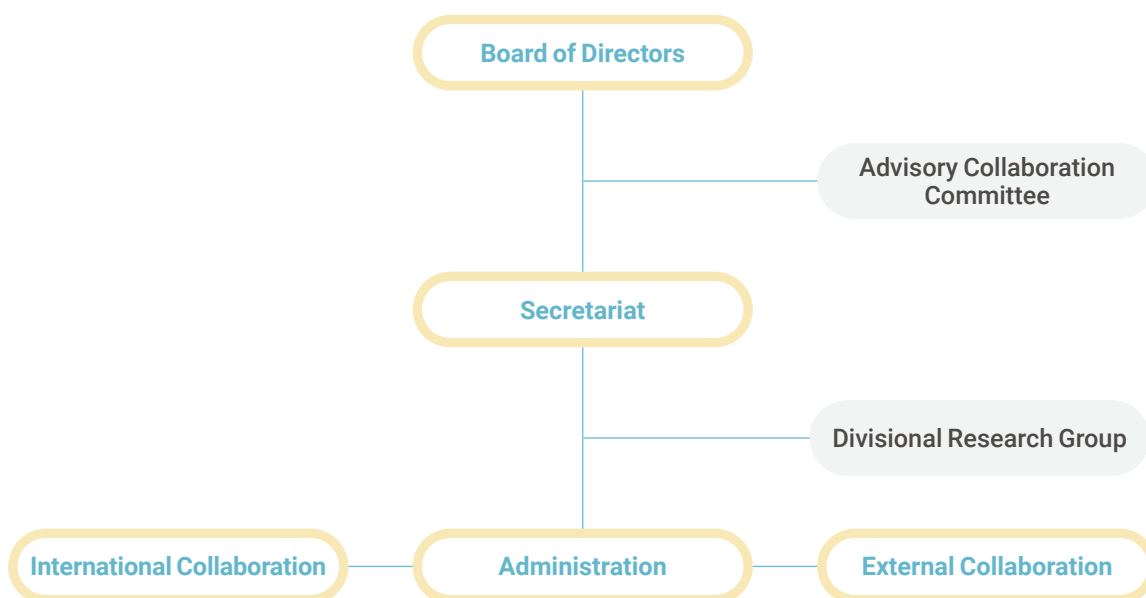 Board of Directors
Advisory Collaboration
Committee
Secretariat
Divisional Research Group
International Collaboration
Administration
External Collaboration